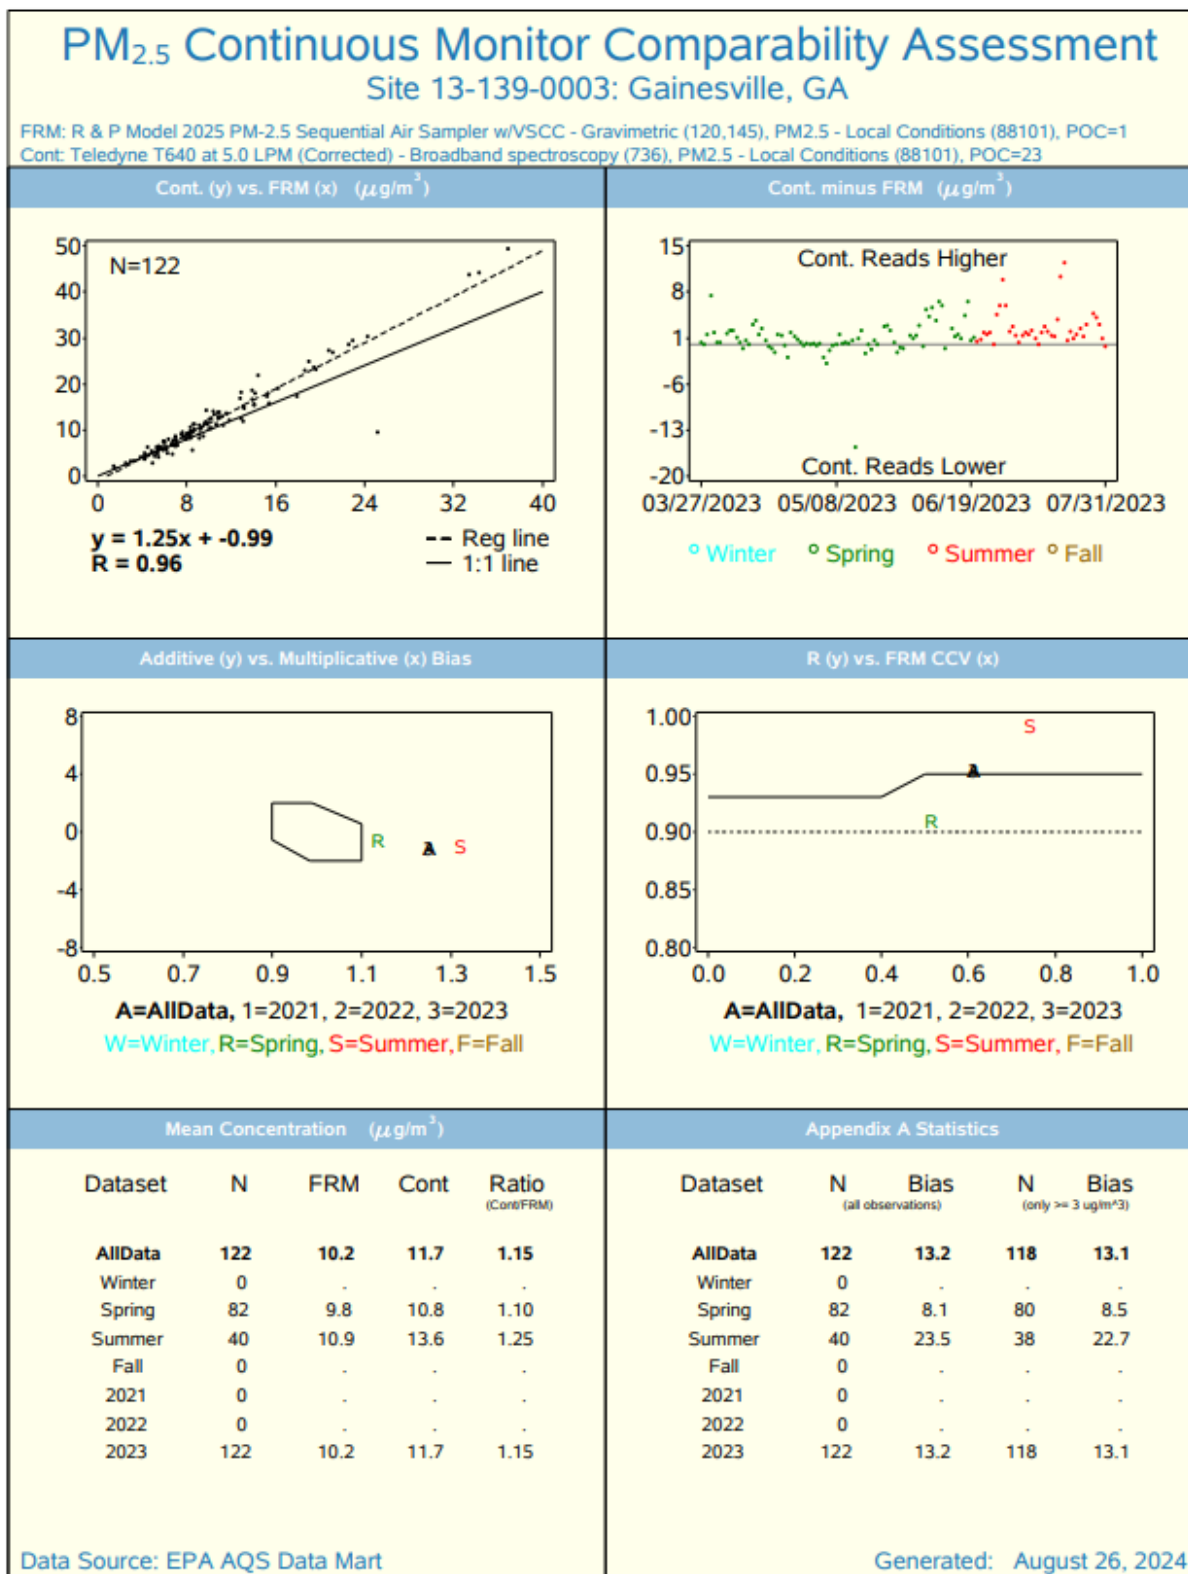 PM2.5 Continuous Monitor Comparability Assessment
Site 13-139-0003: Gainesville, GA
FRM: R & P Model 2025 PM-2.5 Sequential Air Sampler w/VSCC - Gravimetric (120,145), PM2.5 - Local Conditions (88101), POC=1
Cont: Teledyne T640 at 5.0 LPM (Corrected) - Broadband spectroscopy (736), PM2.5 - Local Conditions (88101), POC=23
Cont. (y) vs. FRM (x) (μg/m³)
N=122
50
40
30
20
10
0
0 8 16 24 32 40
y = 1.25x + -0.99
R = 0.96
Reg line
1:1 line
Cont. minus FRM (μg/m³)
Cont. Reads Higher
15
8
1
-6
-13
-20
Cont. Reads Lower
03/27/2023 05/08/2023 06/19/2023 07/31/2023
Winter Spring Summer Fall
Additive (y) vs. Multiplicative (x) Bias
8
4
0
-4
-8
R A S
0.5 0.7 0.9 1.1 1.3 1.5
A=AllData, 1=2021, 2=2022, 3=2023
W=Winter, R=Spring, S=Summer, F=Fall
R (y) vs. FRM CCV (x)
1.00
0.95
0.90
0.85
0.80
S
A
R
0.0 0.2 0.4 0.6 0.8 1.0
A=AllData, 1=2021, 2=2022, 3=2023
W=Winter, R=Spring, S=Summer, F=Fall
Mean Concentration (μg/m³)
Dataset N FRM Cont Ratio
(Cont/FRM)
AllData 122 10.2 11.7 1.15
Winter 0 . . .
Spring 82 9.8 10.8 1.10
Summer 40 10.9 13.6 1.25
Fall 0 . . .
2021 0 . . .
2022 0 . . .
2023 122 10.2 11.7 1.15
Appendix A Statistics
Dataset N Bias N Bias
(all observations) (only >= 3 ug/m^3)
AllData 122 13.2 118 13.1
Winter 0 . . .
Spring 82 8.1 80 8.5
Summer 40 23.5 38 22.7
Fall 0 . . .
2021 0 . . .
2022 0 . . .
2023 122 13.2 118 13.1
Data Source: EPA AQS Data Mart
Generated: August 26, 2024